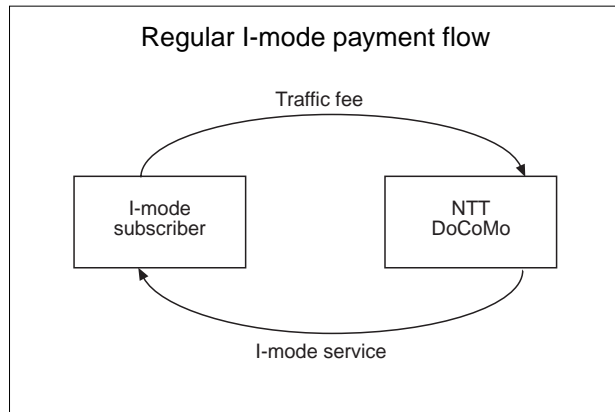 Regular I-mode payment flow
Traffic fee
I-mode
subscriber
NTT
DoCoMo
I-mode service